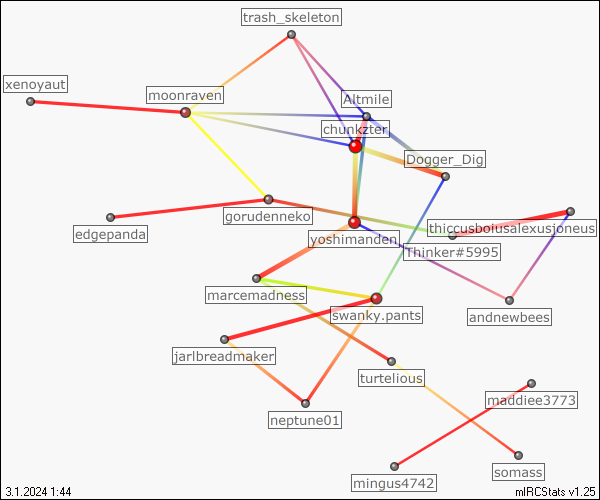 trash_skeleton
xenoyaut
moonraven
Altmile
chunkzter
Dogger_Dig
gorudenneko
thiccusboiusalexusjoneus
edgepanda
yoshimanden
Thinker#5995
marcemadness
swanky.pants
andnewbees
jarlbreadmaker
turtelious
maddiee3773
neptune01
somass
mingus4742
3.1.2024 1:44
mIRCStats v1.25